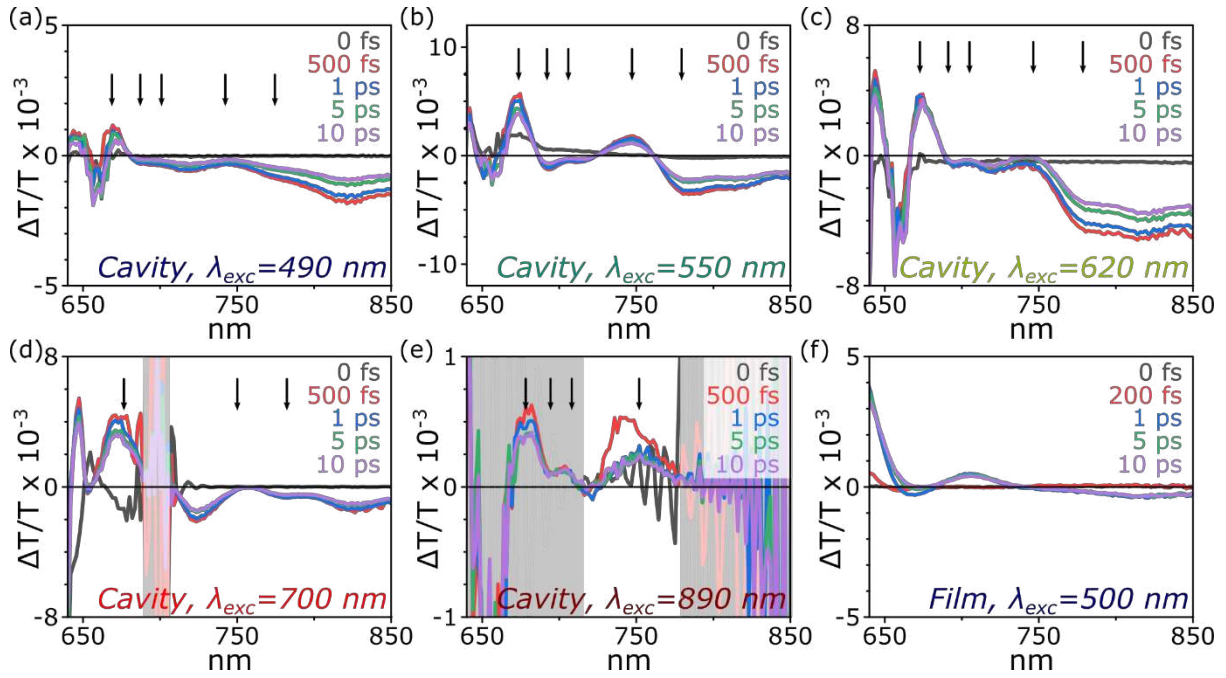 (a)
5
0 fs
500 fs
1 ps
5 ps
10 ps
ΔT/T x 10⁻³
0
-5
Cavity, λexc=490 nm
650
750
850
nm
(b)
10
0 fs
500 fs
1 ps
5 ps
10 ps
ΔT/T x 10⁻³
0
-10
Cavity, λexc=550 nm
650
750
850
nm
(c)
8
0 fs
500 fs
1 ps
5 ps
10 ps
ΔT/T x 10⁻³
0
-8
Cavity, λexc=620 nm
650
750
850
nm
(d)
8
0 fs
500 fs
1 ps
5 ps
10 ps
ΔT/T x 10⁻³
0
-8
Cavity, λexc=700 nm
650
750
850
nm
(e)
1
0 fs
500 fs
1 ps
5 ps
10 ps
ΔT/T x 10⁻³
0
-1
Cavity, λexc=890 nm
650
750
850
nm
(f)
5
0 fs
200 fs
1 ps
5 ps
10 ps
ΔT/T x 10⁻³
0
-5
Film, λexc=500 nm
650
750
850
nm